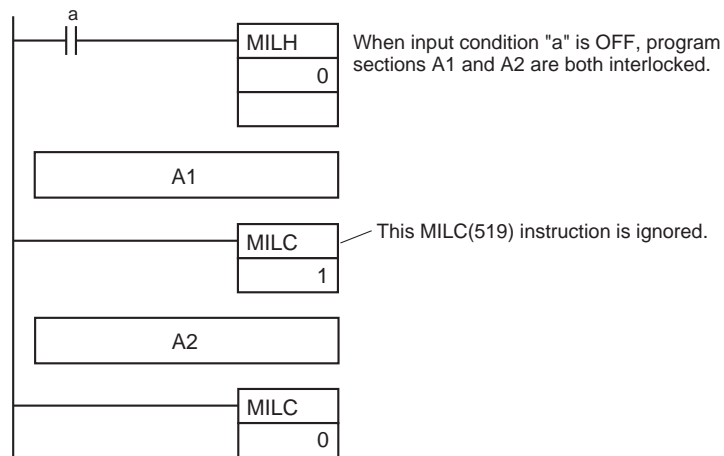 a
MILH
When input condition "a" is OFF, program
0
sections A1 and A2 are both interlocked.
A1
MILC
This MILC(519) instruction is ignored.
1
A2
MILC
0